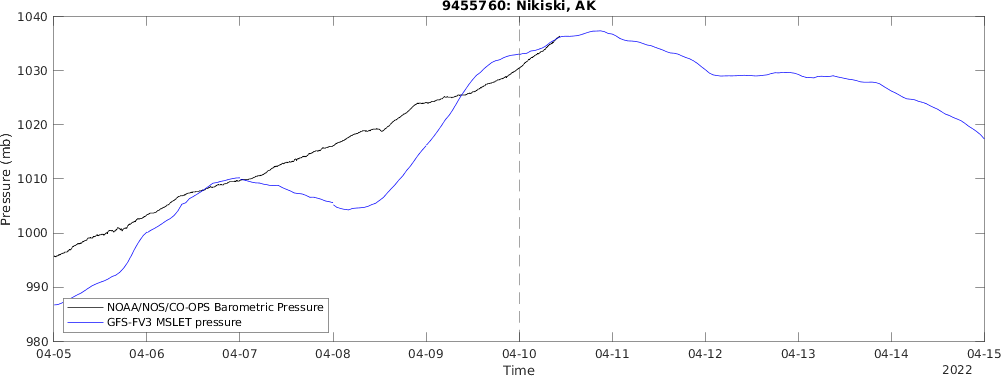 9455760: Nikiski, AK
1040
1030
1020
1010
1000
990
980
Pressure (mb)
NOAA/NOS/CO-OPS Barometric Pressure
GFS-FV3 MSLET pressure
04-05 04-06 04-07 04-08 04-09 04-10 04-11 04-12 04-13 04-14 04-15
Time
2022